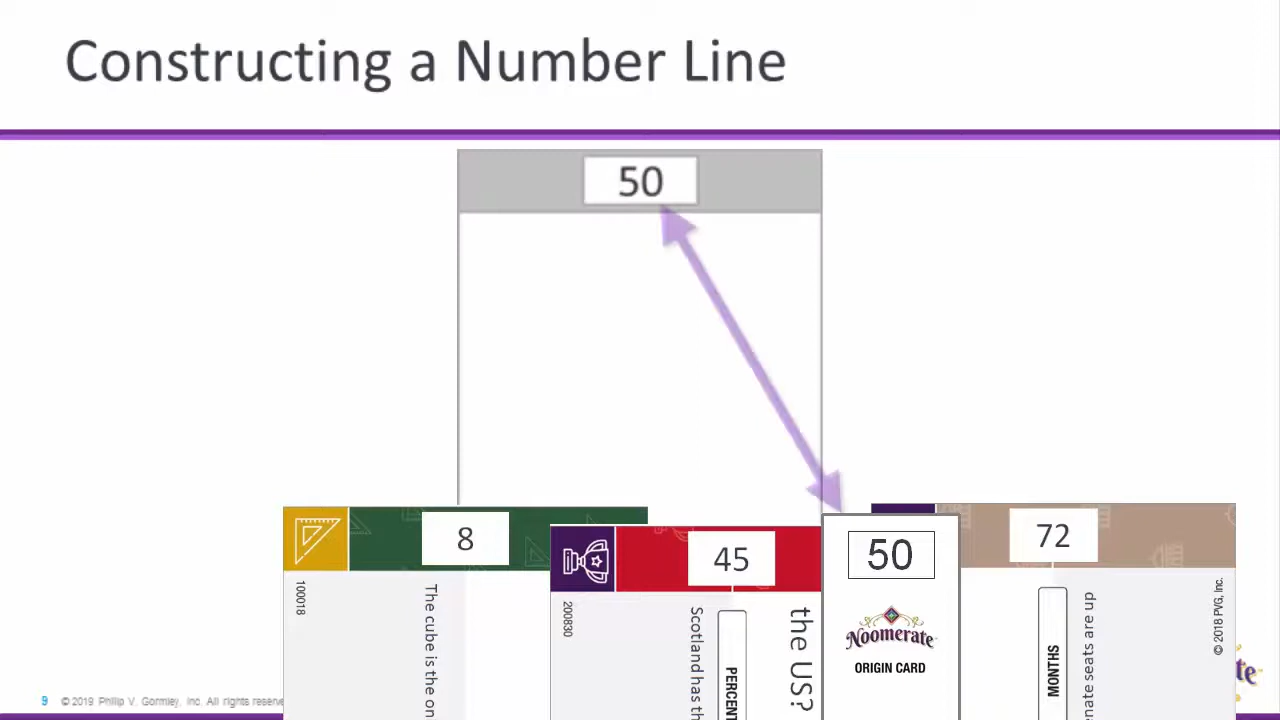 Constructing a Number Line
50
8
45
50
72
100018
The cube is the on
200830
Scotland has th
PERCENT
the US?
Noomerate
ORIGIN CARD
MONTHS
enate seats are up
© 2018 PVG, Inc.
9 © 2019 Phillip V. Gormley, Inc. All rights reserve
te